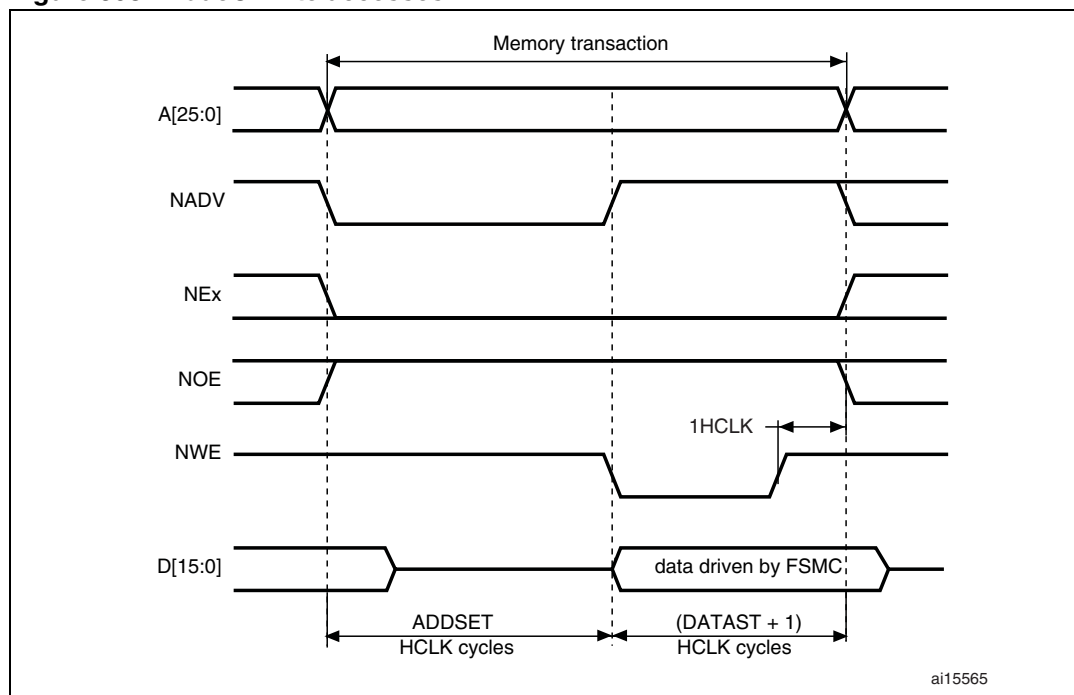 Memory transaction
A[25:0]
NADV
NEx
NOE
1HCLK
NWE
D[15:0]
data driven by FSMC
ADDSET
HCLK cycles
(DATAST + 1)
HCLK cycles
ai15565